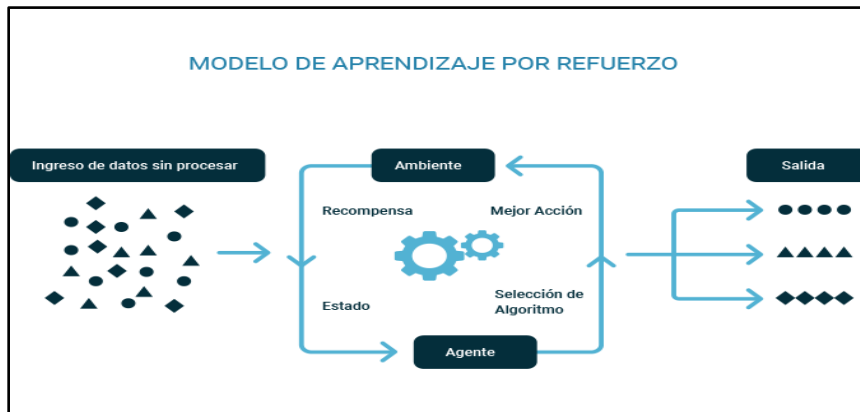 MODELO DE APRENDIZAJE POR REFUERZO
Ingreso de datos sin procesar
Ambiente
Salida
Recompensa
Mejor Acción
Estado
Selección de
Algoritmo
Agente